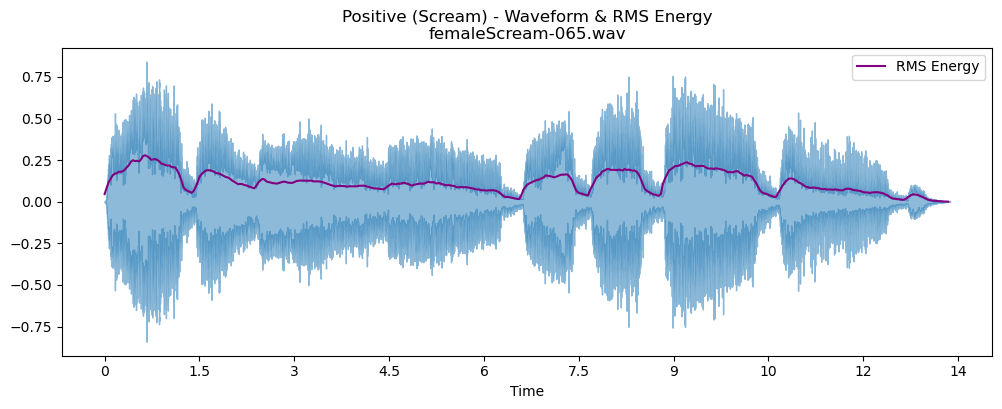 Positive (Scream) - Waveform & RMS Energy
femaleScream-065.wav
RMS Energy
0.75
0.50
0.25
0.00
−0.25
−0.50
−0.75
0 1.5 3 4.5 6 7.5 9 10 12 14
Time